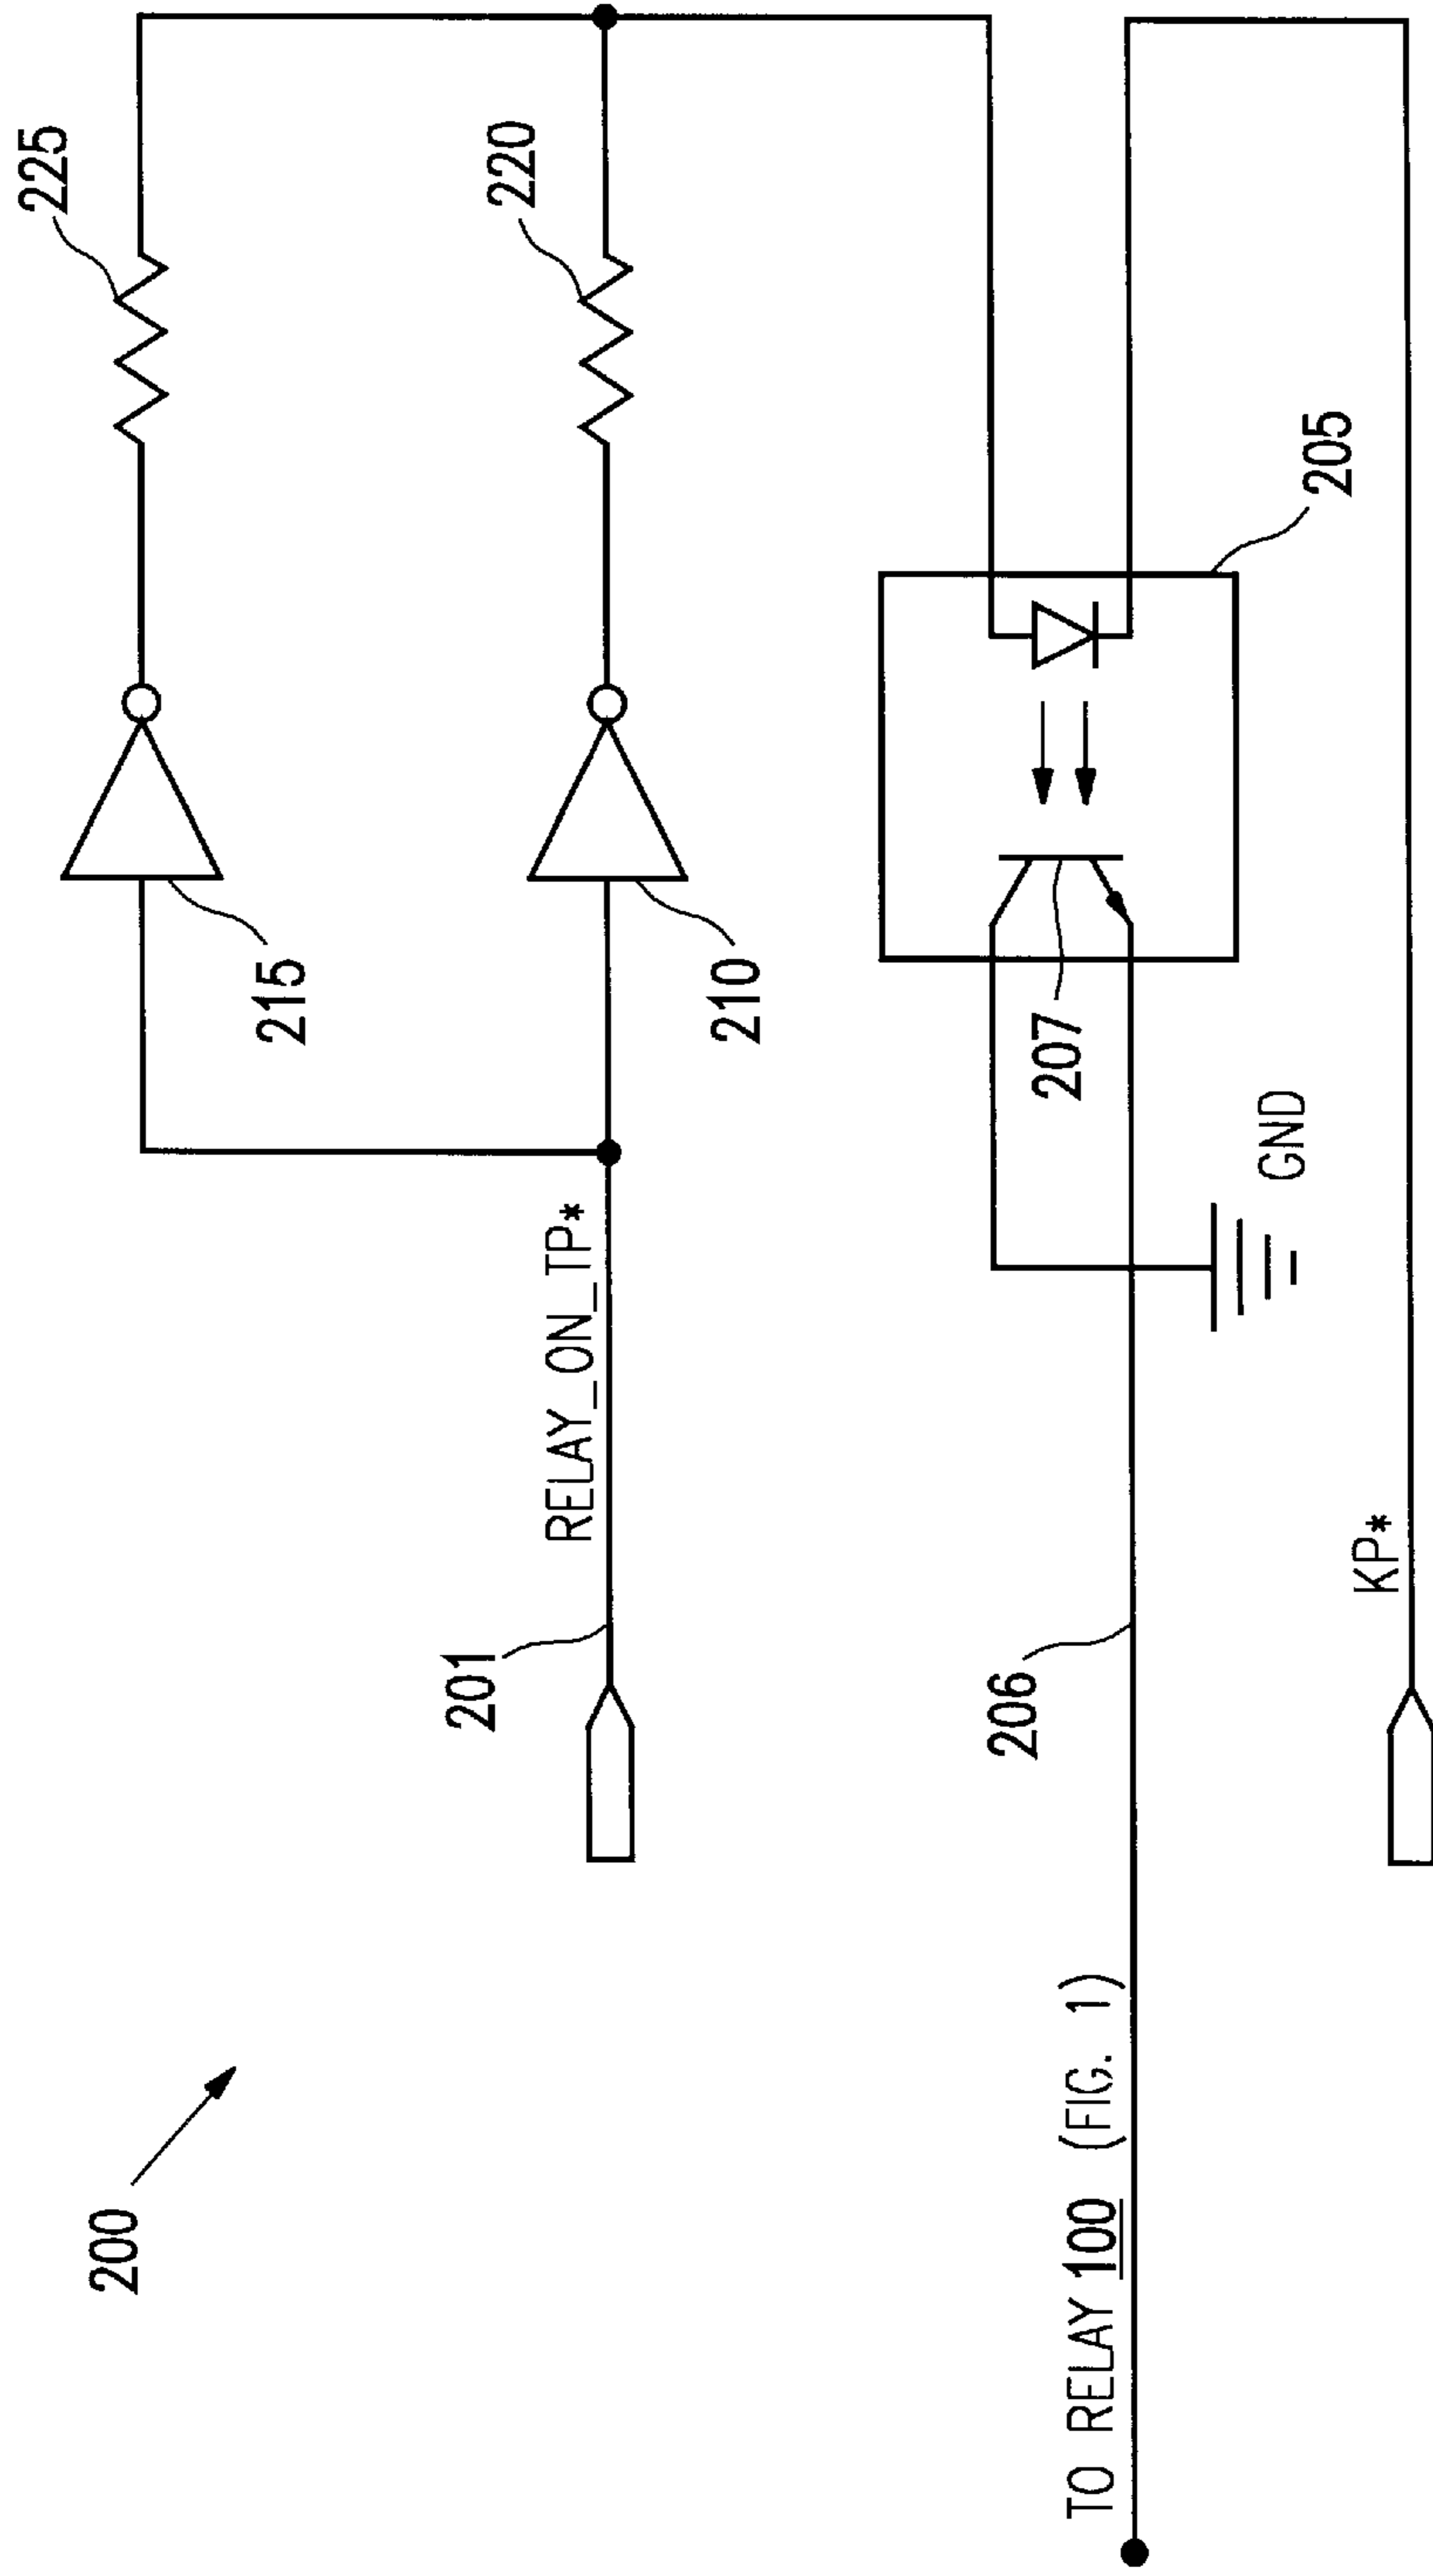 200
225
215
220
210
RELAY_ON_TP*
201
205
207
GND
206
TO RELAY 100 (FIG. 1)
KP*